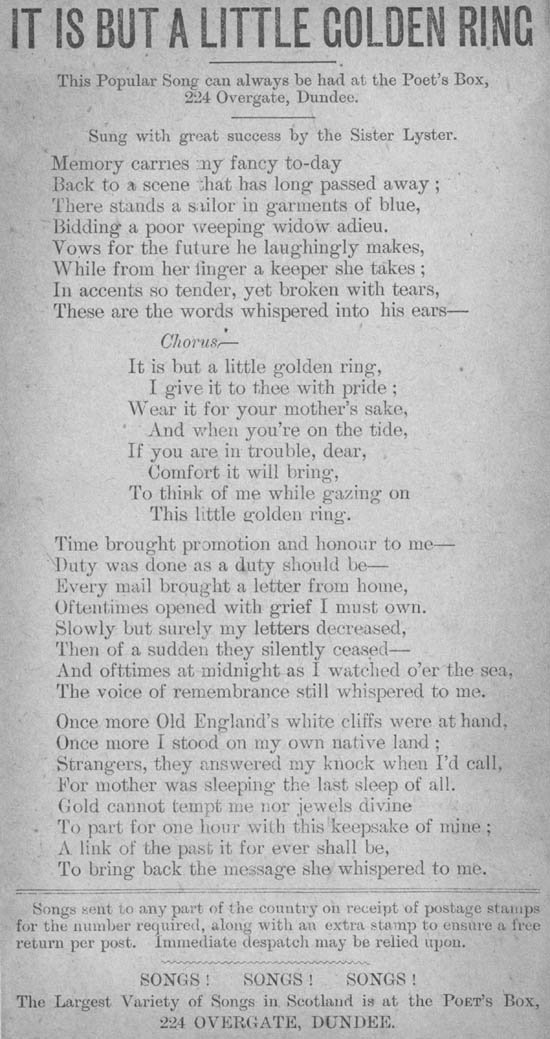 IT IS BUT A LITTLE GOLDEN RING
This Popular Song can always be had at the Poet's Box,
224 Overgate, Dundee.
Sung with great success by the Sister Lyster.
Memory carries my fancy to-day
Back to a scene that has long passed away ;
There stands a sailor in garments of blue,
Bidding a poor weeping widow adieu.
Vows for the future he laughingly makes,
While from her finger a keeper she takes ;
In accents so tender, yet broken with tears,
These are the words whispered into his ears—
Chorus,—
It is but a little golden ring,
I give it to thee with pride ;
Wear it for your mother's sake,
And when you're on the tide,
If you are in trouble, dear,
Comfort it will bring,
To think of me while gazing on
This little golden ring.
Time brought promotion and honour to me—
Duty was done as a duty should be—
Every mail brought a letter from home,
Oftentimes opened with grief I must own.
Slowly but surely my letters decreased,
Then of a sudden they silently ceased—
And ofttimes at midnight as I watched o'er the sea,
The voice of remembrance still whispered to me.
Once more Old England's white cliffs were at hand,
Once more I stood on my own native land ;
Strangers, they answered my knock when I'd call,
For mother was sleeping the last sleep of all.
Gold cannot tempt me nor jewels divine
To part for one hour with this keepsake of mine ;
A link of the past it for ever shall be,
To bring back the message she whispered to me.
Songs sent to any part of the country on receipt of postage stamps
for the number required, along with an extra stamp to ensure a free
return per post. Immediate despatch may be relied upon.
SONGS ! SONGS ! SONGS !
The Largest Variety of Songs in Scotland is at the POET'S BOX,
224 OVERGATE, DUNDEE.